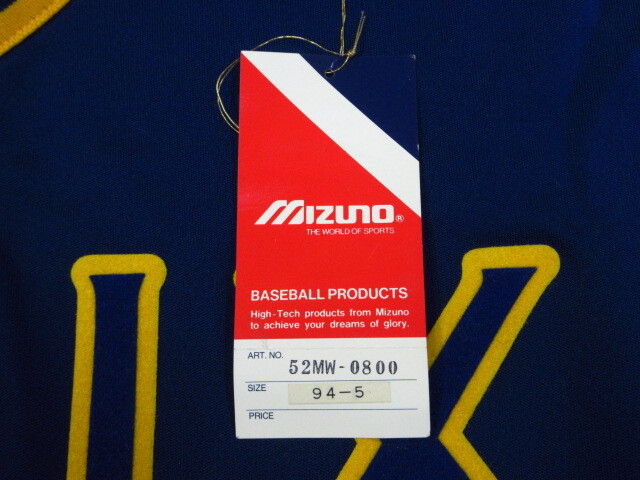 MIZUNO®
THE WORLD OF SPORTS
BASEBALL PRODUCTS
High-Tech products from Mizuno
to achieve your dreams of glory.
ART. NO. 52MW-0800
SIZE 94-5
PRICE